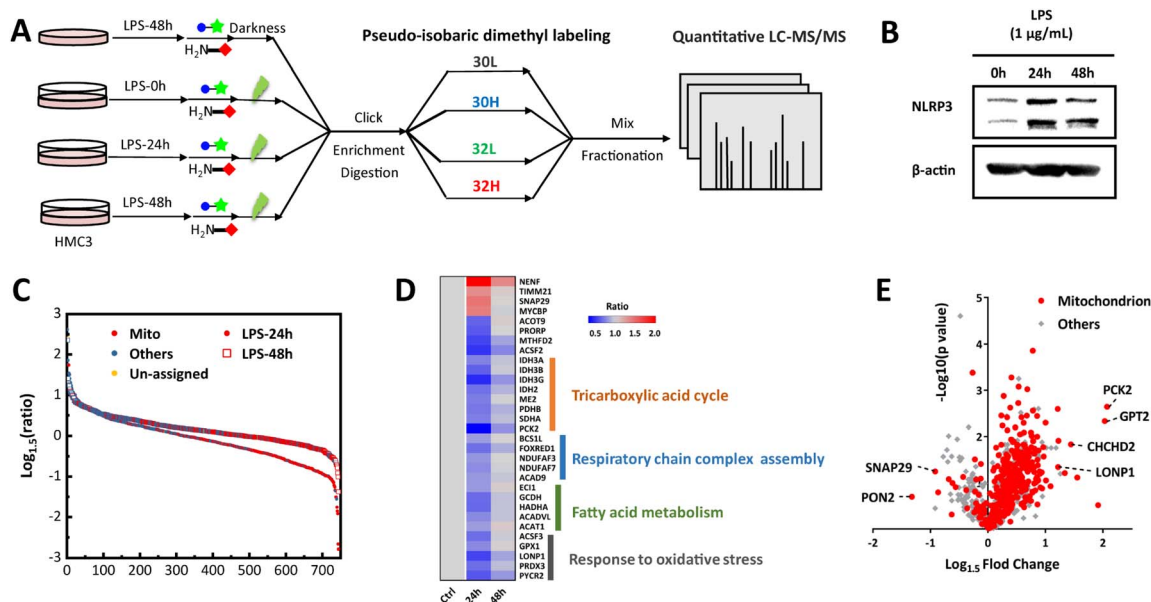 A
LPS-48h
Darkness
H2N
LPS-0h
H2N
LPS-24h
H2N
LPS-48h
H2N
HMC3
Click
Enrichment
Digestion
Pseudo-isobaric dimethyl labeling
30L
30H
32L
32H
Mix
Fractionation
Quantitative LC-MS/MS
B
LPS
(1 μg/mL)
0h 24h 48h
NLRP3
β-actin
C
Log1.5(ratio)
3
2
1
0
-1
-2
-3
0 100 200 300 400 500 600 700
Mito
Others
Un-assigned
LPS-24h
LPS-48h
D
NENF
TIMM21
SNAP29
MYCBP
ACOT9
PRORP
MTHFD2
ACSF2
IDH3A
IDH3B
IDH3G
IDH2
ME2
PDHB
SDHA
PCK2
BCS1L
FOXRED1
NDUFAF3
NDUFAF7
ACAD9
ECI1
GCDH
HADHA
ACADVL
ACAT1
ACSF3
GPX1
LONP1
PRDX3
PYCR2
Ctrl 24h 48h
Ratio
0.5 1.0 2.0
Tricarboxylic acid cycle
Respiratory chain complex assembly
Fatty acid metabolism
Response to oxidative stress
E
-Log10(p value)
5
4
3
2
1
0
-2 -1 0 1 2
Log1.5 Flod Change
Mitochondrion
Others
PCK2
GPT2
CHCHD2
LONP1
SNAP29
PON2